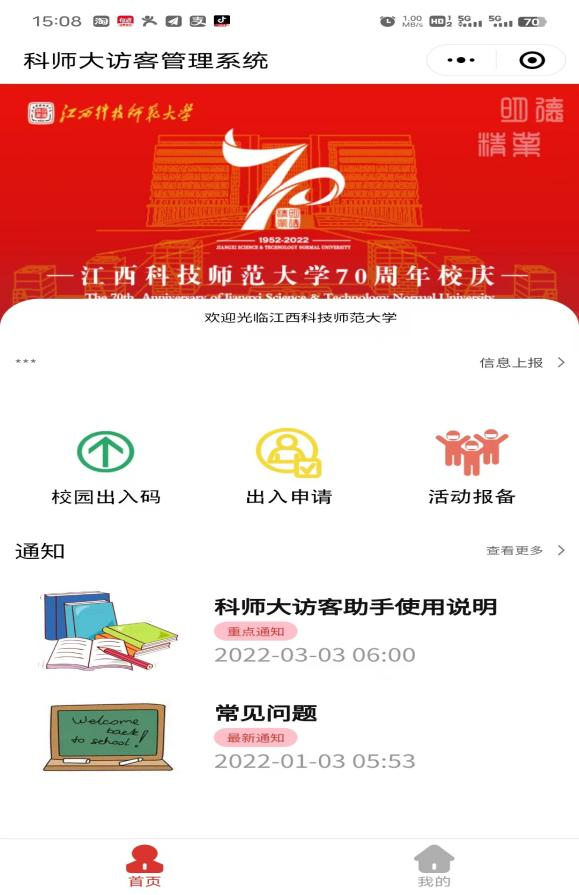 15:08
1.00 MB/s HD 5G 5G 70
科师大访客管理系统
江西科技师范大学
明德
精业
70
1952-2022
JIANGXI SCIENCE & TECHNOLOGY NORMAL UNIVERSITY
江西科技师范大学70周年校庆
The 70th Anniversary of Jiangxi Science & Technology Normal University
欢迎光临江西科技师范大学
***
信息上报 >
校园出入码
出入申请
活动报备
通知
查看更多 >
科师大访客助手使用说明
重点通知
2022-03-03 06:00
Welcome
back
to school!
常见问题
最新通知
2022-01-03 05:53
首页
我的